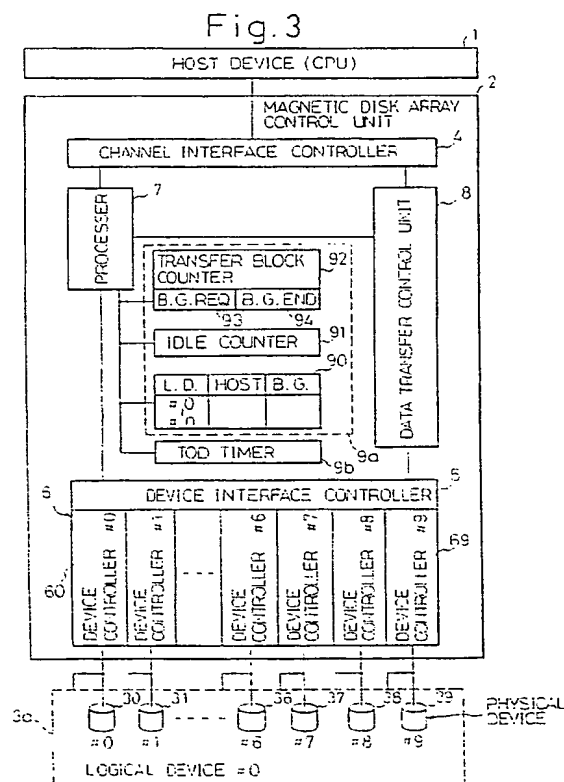 Fig.3
1
HOST DEVICE (CPU)
2
MAGNETIC DISK ARRAY
CONTROL UNIT
4
CHANNEL INTERFACE CONTROLLER
7
8
PROCESSER
DATA TRANSFER CONTROL UNIT
TRANSFER BLOCK
COUNTER
92
B.G.REQ B.G.END
93 94
91
IDLE COUNTER
90
L.D. HOST B.G.
#0
#n
9a
TOD TIMER
9b
6
5
DEVICE INTERFACE CONTROLLER
DEVICE CONTROLLER #0
DEVICE CONTROLLER #1
DEVICE CONTROLLER #6
DEVICE CONTROLLER #7
DEVICE CONTROLLER #8
DEVICE CONTROLLER #9
60
69
3a
30 31 36 37 38 39
PHYSICAL
DEVICE
#0 #1 #6 #7 #8 #9
LOGICAL DEVICE #0